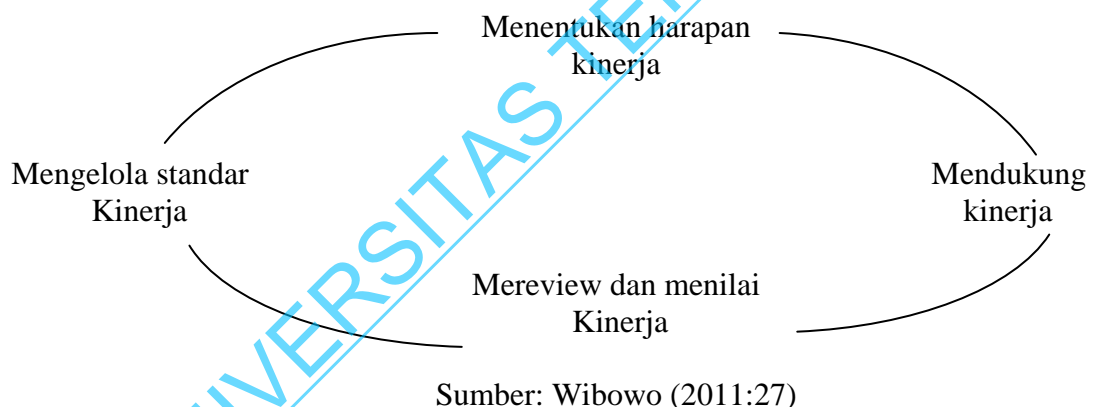 Menentukan harapan
kinerja
Mengelola standar
Kinerja
Mendukung
kinerja
Mereview dan menilai
Kinerja
Sumber: Wibowo (2011:27)